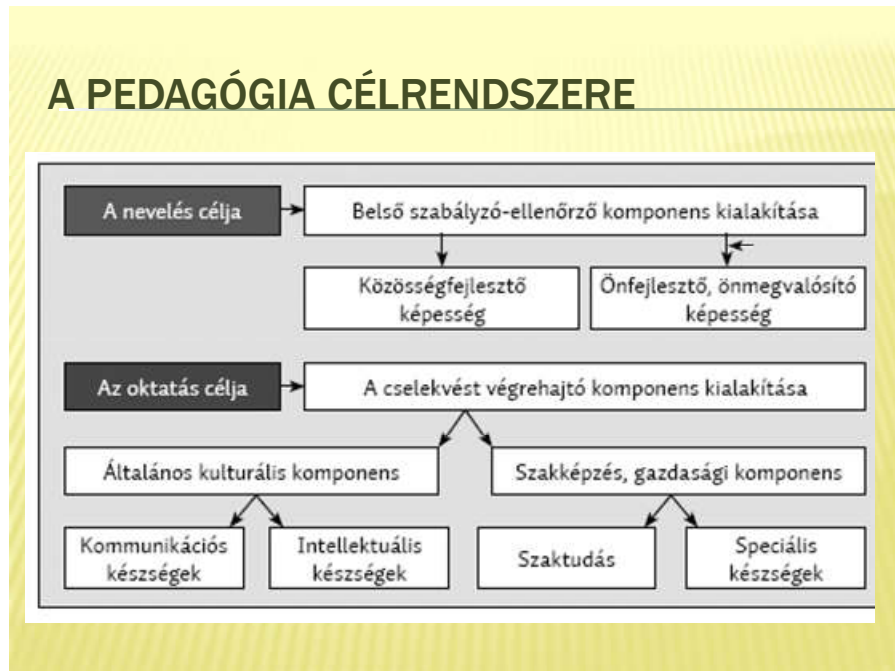 A PEDAGÓGIA CÉLRENDSZERE
A nevelés célja
Belső szabályzó-ellenőrző komponens kialakítása
Közösségfejlesztő
képesség
Önfejlesztő, önmegvalósító
képesség
Az oktatás célja
A cselekvést végrehajtó komponens kialakítása
Általános kulturális komponens
Szakképzés, gazdasági komponens
Kommunikációs
készségek
Intellektuális
készségek
Szaktudás
Speciális
készségek